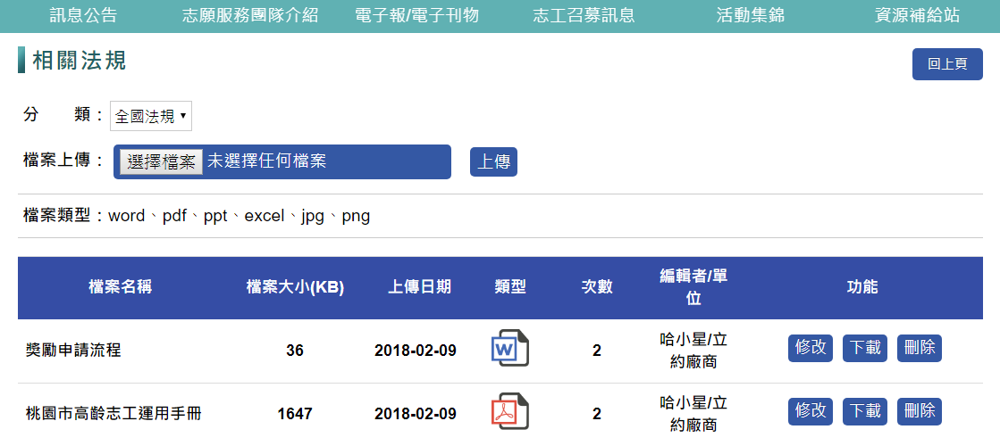 訊息公告 志願服務團隊介紹 電子報/電子刊物 志工召募訊息 活動集錦 資源補給站
相關法規 回上頁
分 類： 全國法規
檔案上傳： 選擇檔案 未選擇任何檔案 上傳
檔案類型：word、pdf、ppt、excel、jpg、png
檔案名稱 檔案大小(KB) 上傳日期 類型 次數 編輯者/單位 功能
獎勵申請流程 36 2018-02-09 W 2 哈小星/立約廠商 修改 下載 刪除
桃園市高齡志工運用手冊 1647 2018-02-09 2 哈小星/立約廠商 修改 下載 刪除